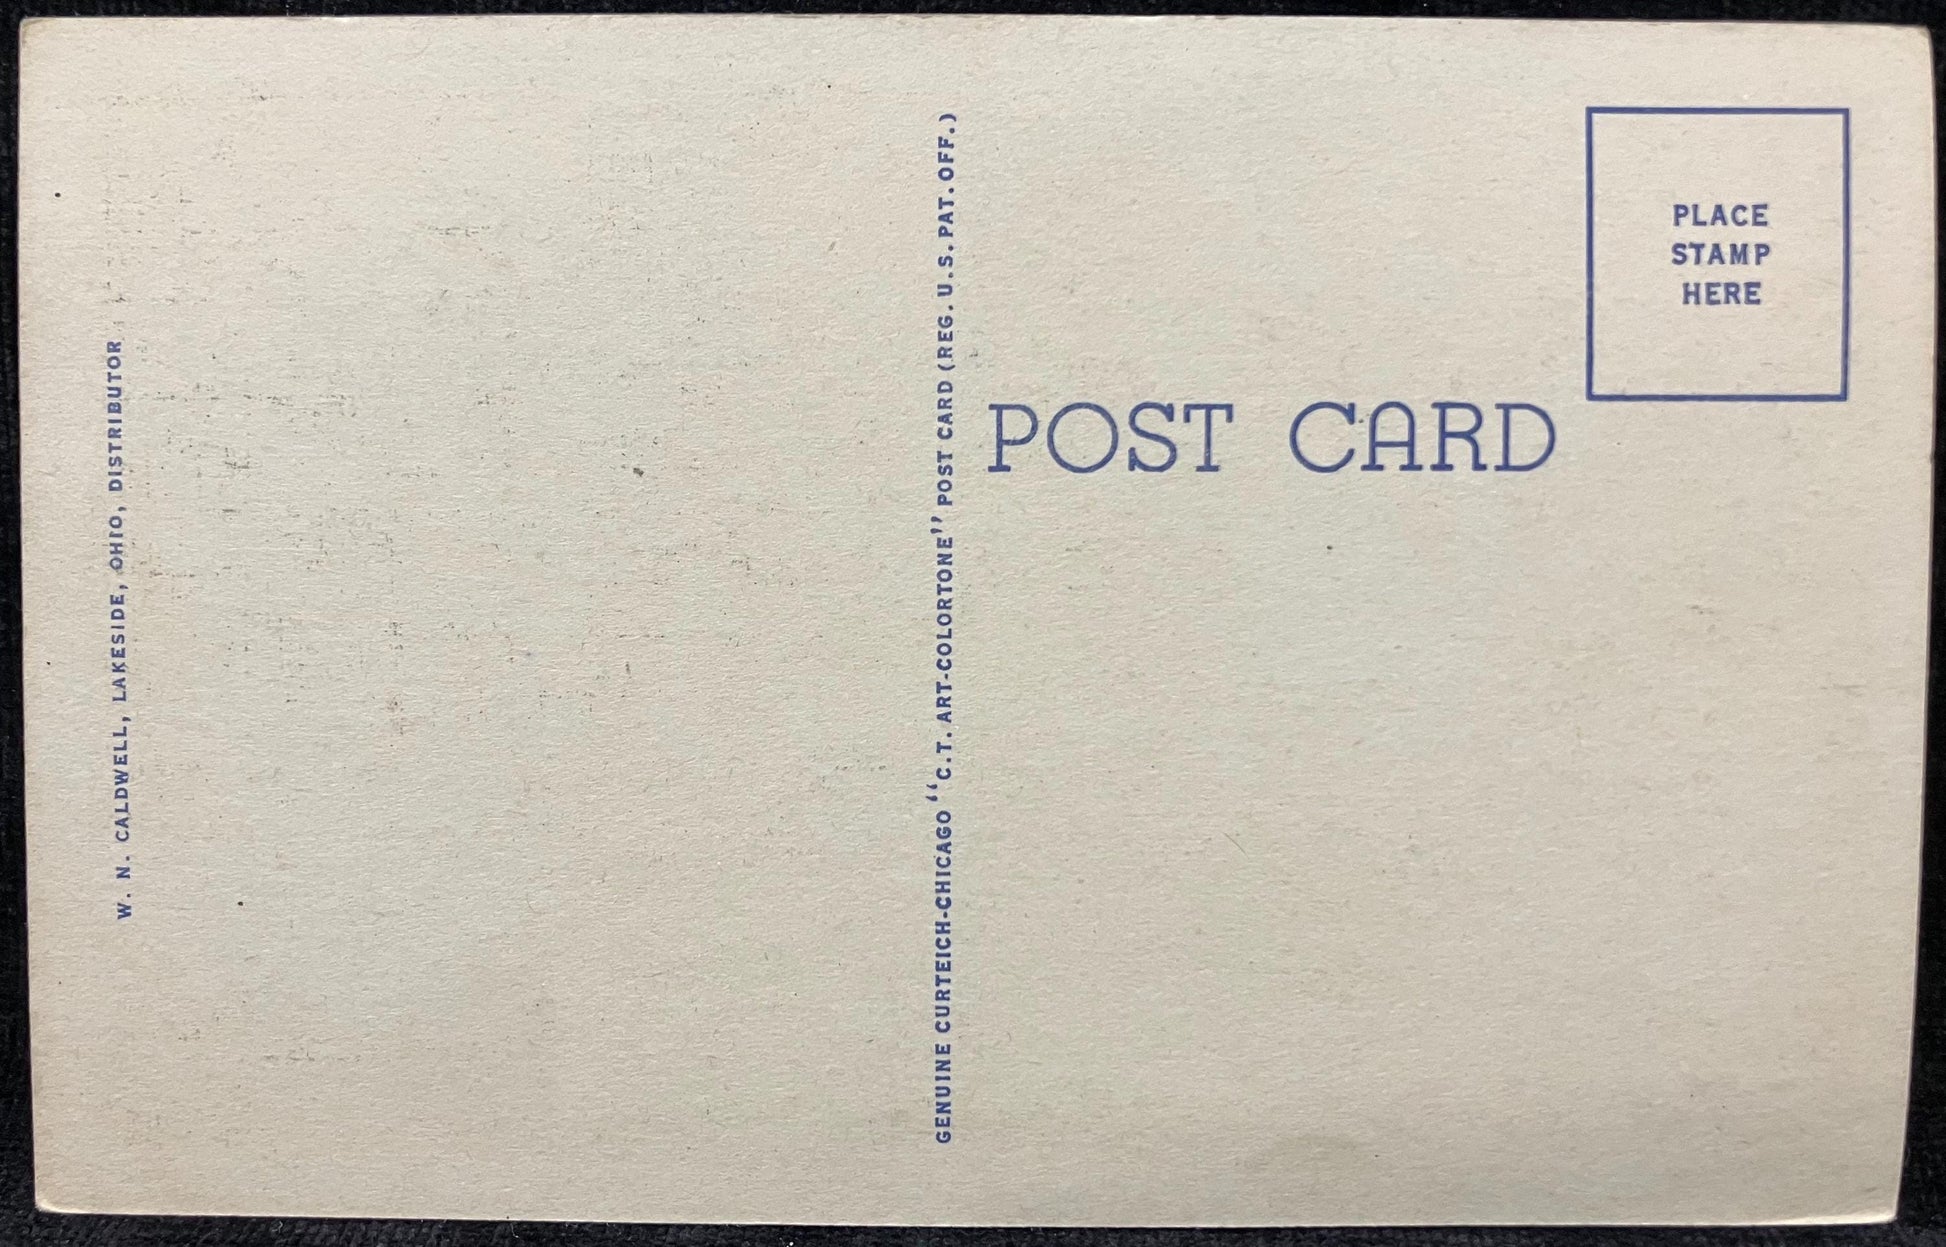 W. N. CALDWELL, LAKESIDE, OHIO, DISTRIBUTOR
GENUINE CURTEICH-CHICAGO "C.T. ART-COLORTONE" POST CARD (REG. U.S. PAT. OFF.)
POST CARD
PLACE
STAMP
HERE